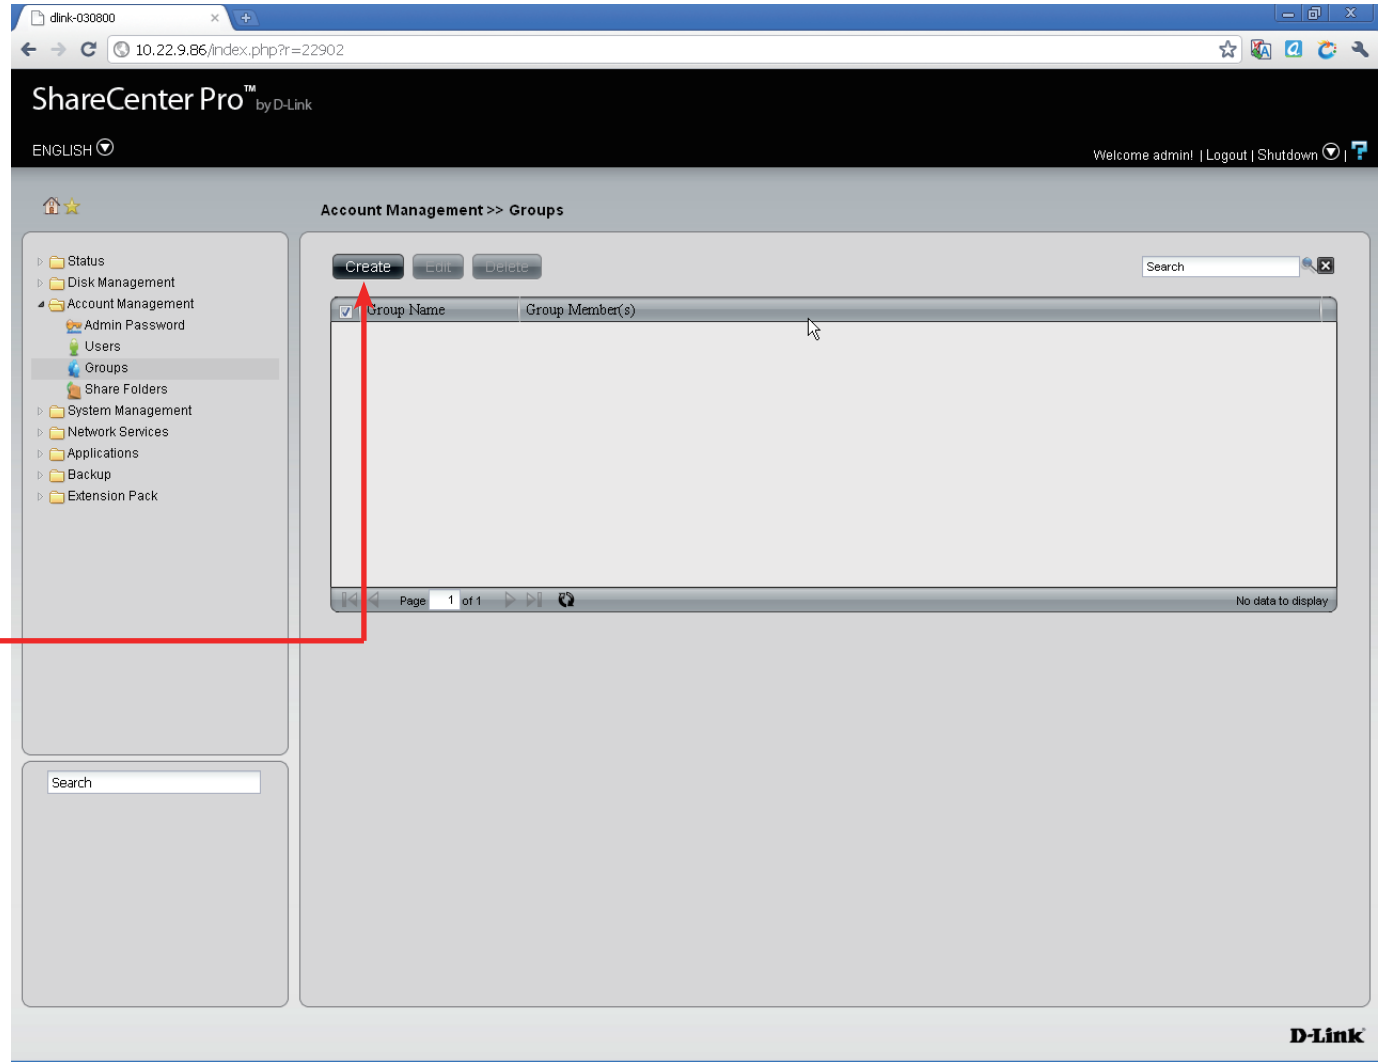 dlink-030800
10.22.9.86/index.php?r=22902
ShareCenter Pro™ by D-Link
ENGLISH
Welcome admin! | Logout | Shutdown |
Account Management >> Groups
Status
Disk Management
Account Management
Admin Password
Users
Groups
Share Folders
System Management
Network Services
Applications
Backup
Extension Pack
Create Edit Delete
Search
Group Name Group Member(s)
Page 1 of 1
No data to display
Search
D-Link